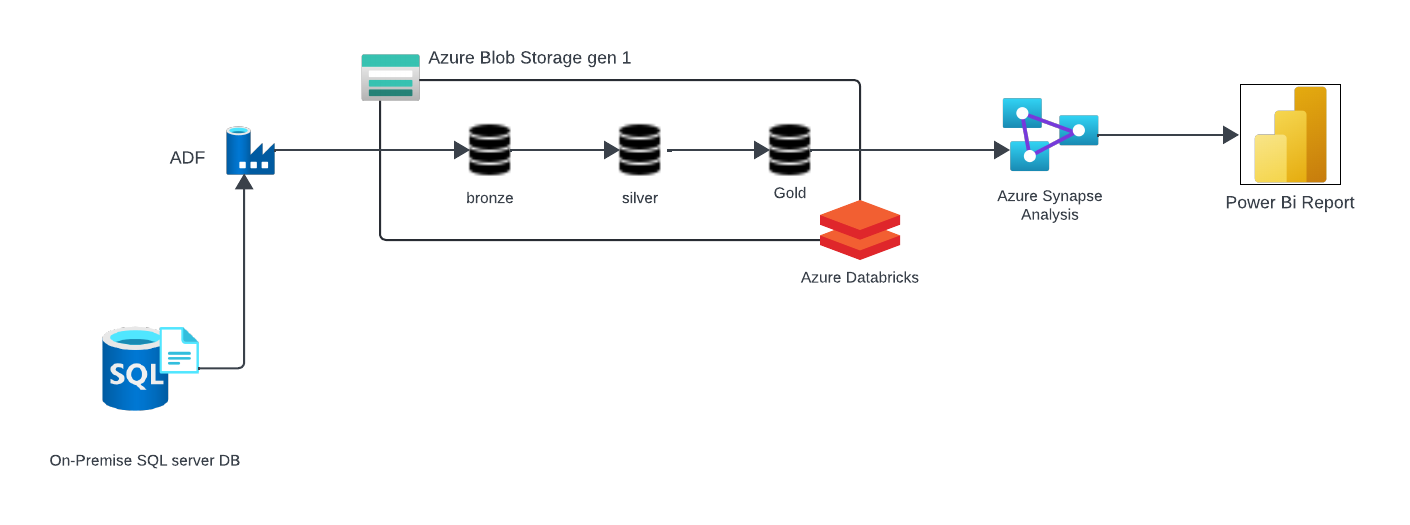 Azure Blob Storage gen 1
ADF
bronze
silver
Gold
Azure Synapse
Analysis
Power Bi Report
Azure Databricks
SQL
On-Premise SQL server DB